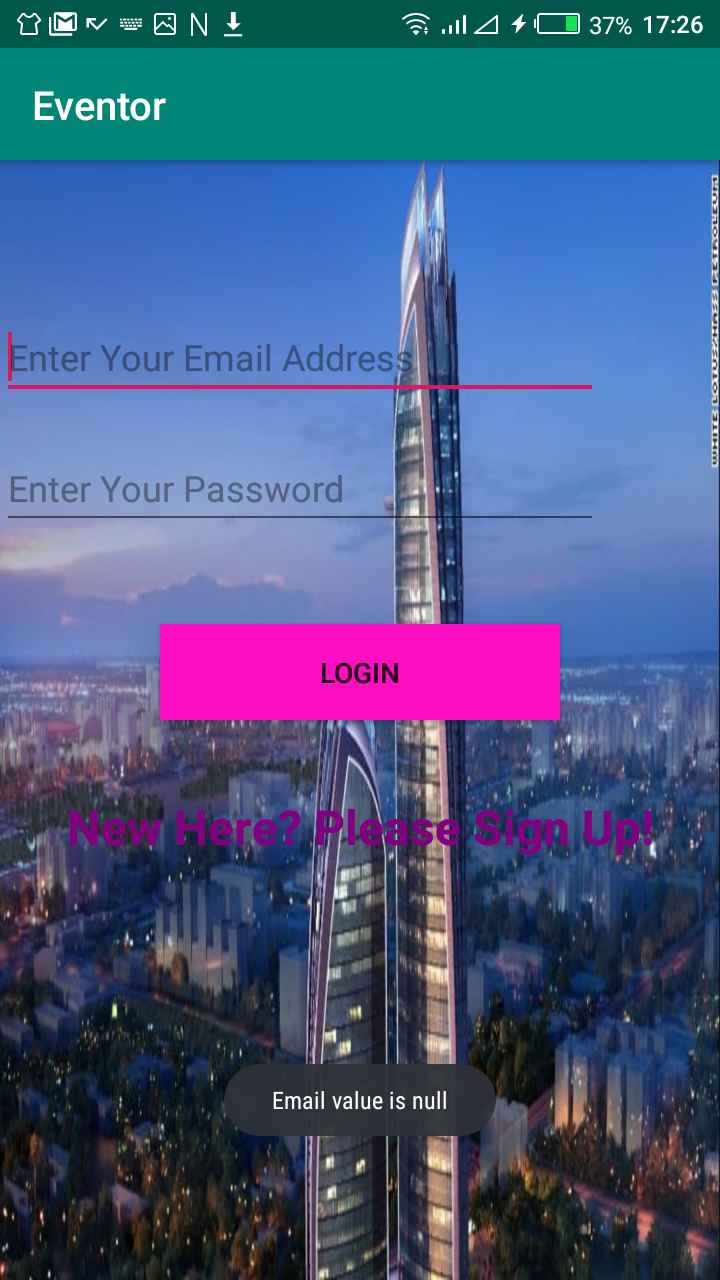 37% 17:26
Eventor
WHITE LOTUS/HASS PETROLEUM
Enter Your Email Address
Enter Your Password
LOGIN
New Here? Please Sign Up!
Email value is null